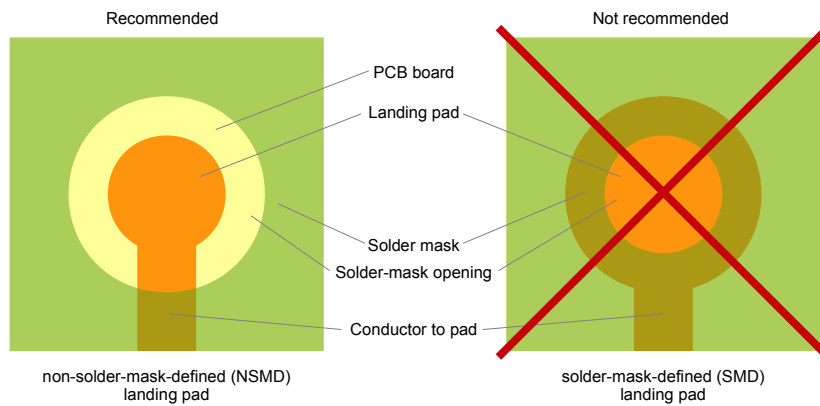 Recommended
Not recommended
PCB board
Landing pad
Solder mask
Solder-mask opening
Conductor to pad
non-solder-mask-defined (NSMD)
landing pad
solder-mask-defined (SMD)
landing pad